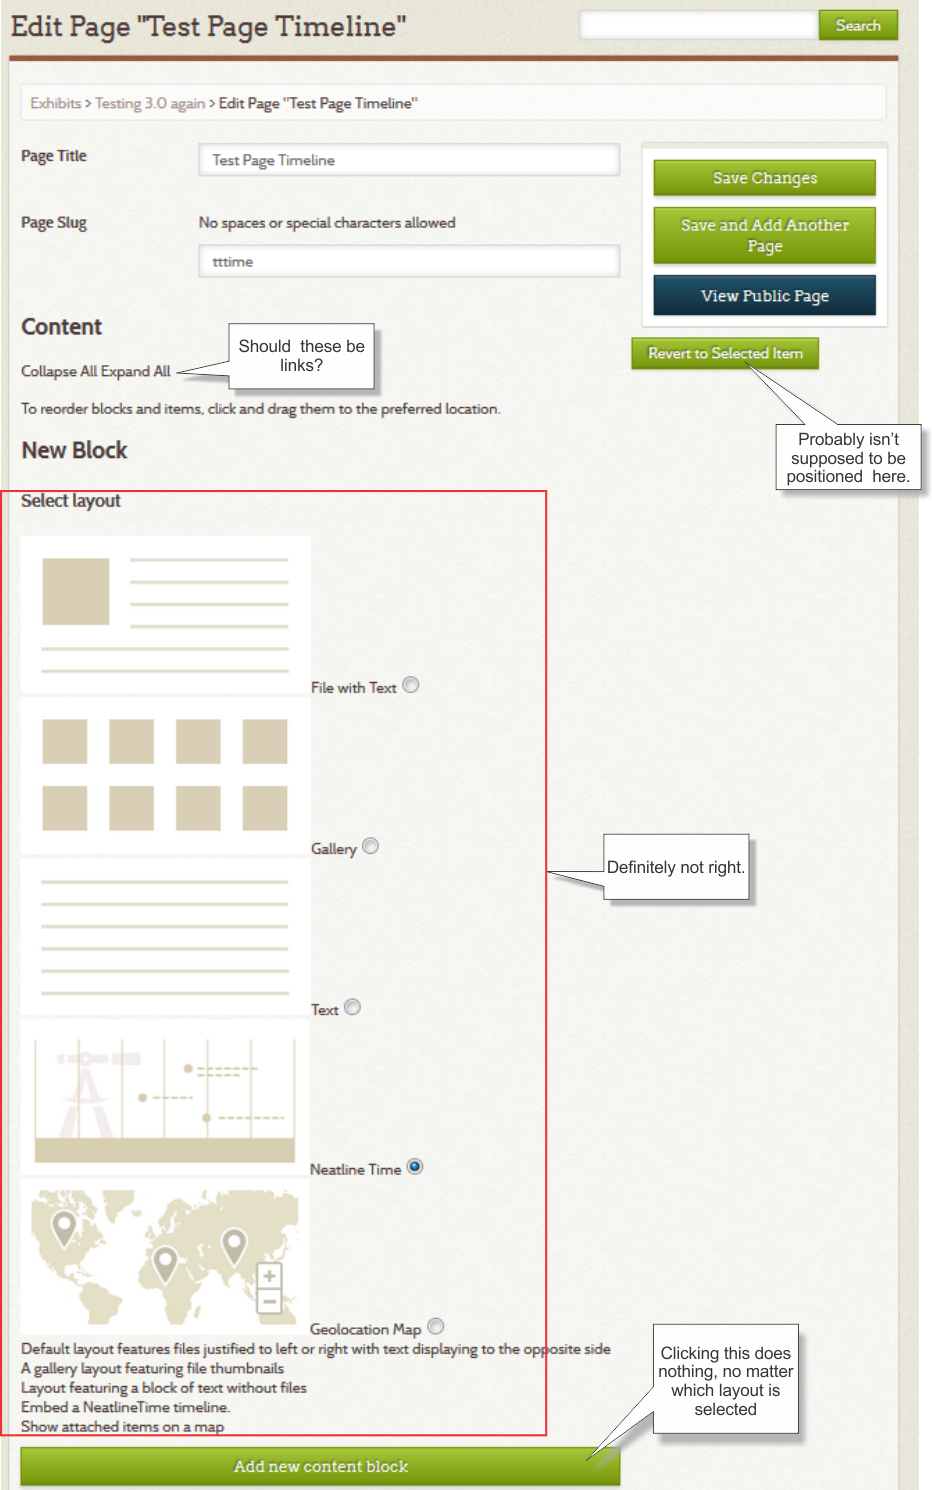 Edit Page "Test Page Timeline"
Search
Exhibits > Testing 3.0 again > Edit Page "Test Page Timeline"
Page Title
Test Page Timeline
Save Changes
Page Slug
No spaces or special characters allowed
Save and Add Another
Page
tttime
View Public Page
Content
Should these be
links?
Revert to Selected Item
Collapse All Expand All
To reorder blocks and items, click and drag them to the preferred location.
Probably isn't
supposed to be
positioned here.
New Block
Select layout
File with Text
Gallery
Definitely not right.
Text
Neatline Time
+
−
Geolocation Map
Default layout features files justified to left or right with text displaying to the opposite side
A gallery layout featuring file thumbnails
Layout featuring a block of text without files
Embed a NeatlineTime timeline.
Show attached items on a map
Clicking this does
nothing, no matter
which layout is
selected
Add new content block